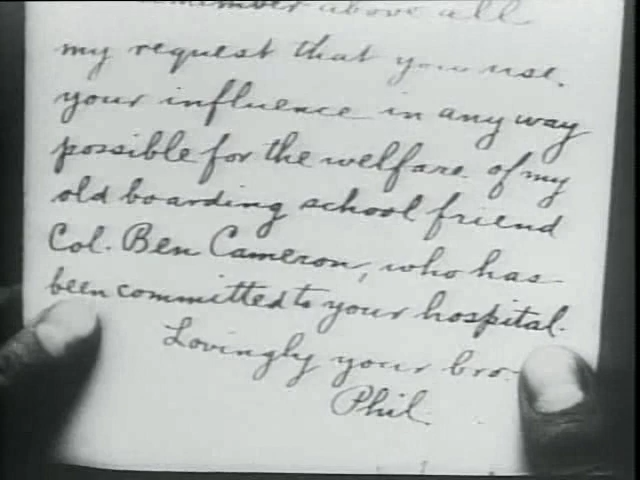 remember above all
my request that you use
your influence in any way
possible for the welfare of my
old boarding school friend
Col. Ben Cameron, who has
been committed to your hospital.
Lovingly your bro.
Phil.